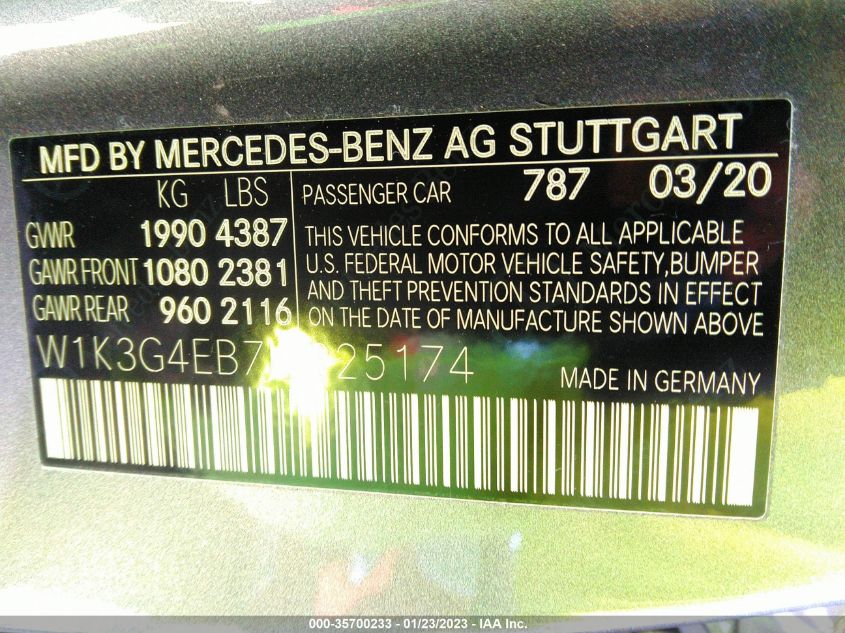 MFD BY MERCEDES-BENZ AG STUTTGART
KG LBS
GVWR 1990 4387
GAWR FRONT 1080 2381
GAWR REAR 960 2116
PASSENGER CAR 787 03/20
THIS VEHICLE CONFORMS TO ALL APPLICABLE
U.S. FEDERAL MOTOR VEHICLE SAFETY, BUMPER
AND THEFT PREVENTION STANDARDS IN EFFECT
ON THE DATE OF MANUFACTURE SHOWN ABOVE
MADE IN GERMANY
000-35700233 - 01/23/2023 - IAA Inc.